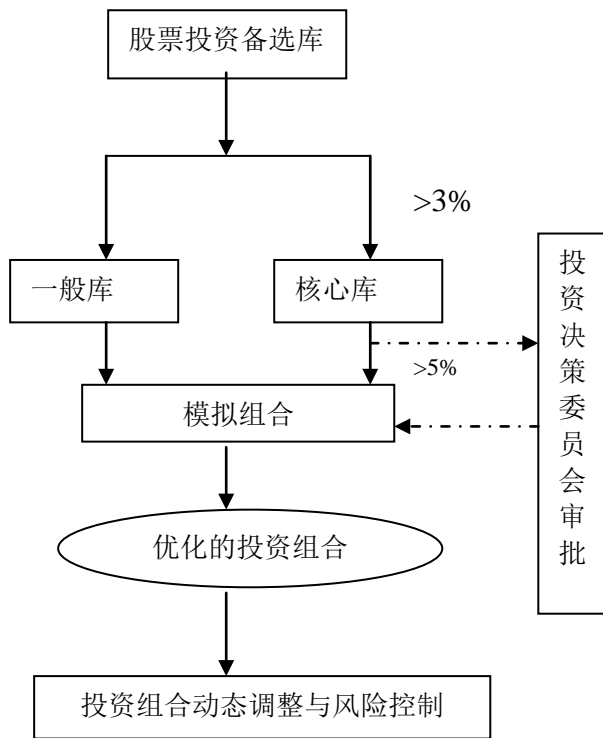 股票投资备选库
>3%
一般库
核心库
>5%
模拟组合
投资决策委员会审批
优化的投资组合
投资组合动态调整与风险控制